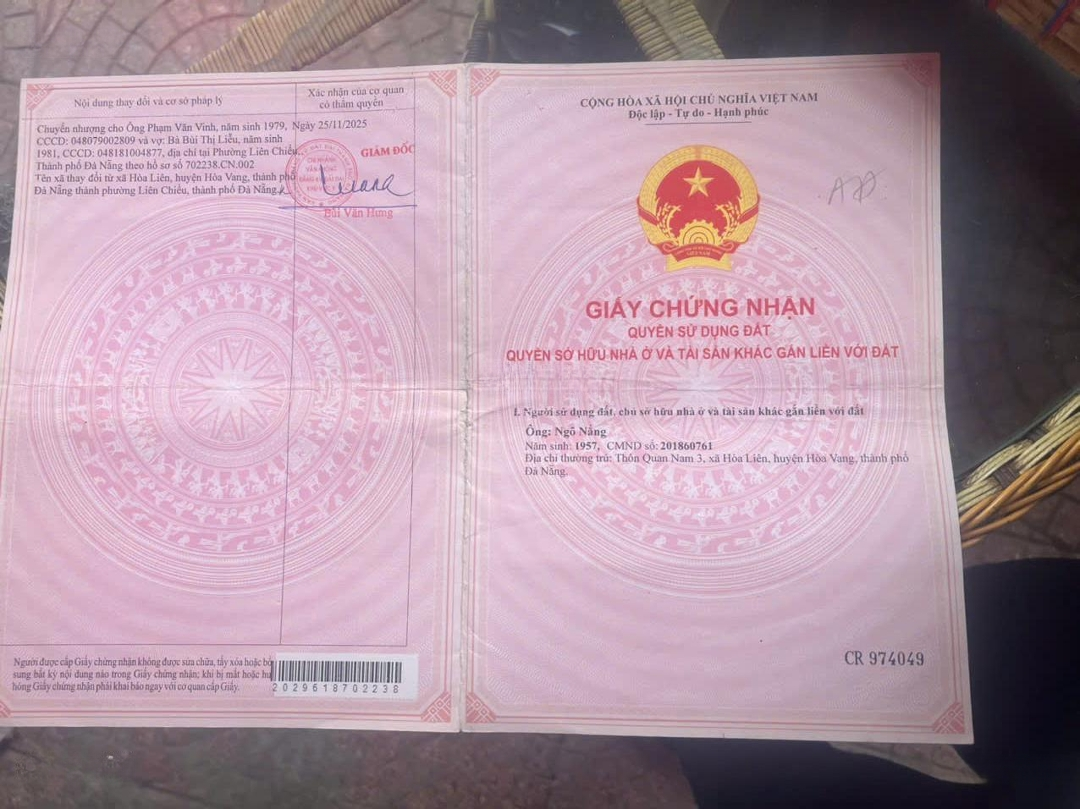 Nội dung thay đổi và cơ sở pháp lý
Xác nhận của cơ quan
có thẩm quyền
Chuyển nhượng cho Ông Phạm Văn Vinh, năm sinh 1979,
CCCD: 048079002809 và vợ: Bà Bùi Thị Liễu, năm sinh
1981, CCCD: 048181004877, địa chỉ tại Phường Liên Chiểu,
Thành phố Đà Nẵng theo hồ sơ số 702238.CN.002
Tên xã thay đổi từ xã Hòa Liên, huyện Hòa Vang, thành phố
Đà Nẵng thành phường Liên Chiểu, thành phố Đà Nẵng.
Ngày 25/11/2025
GIÁM ĐỐC
Bùi Văn Hưng
Người được cấp Giấy chứng nhận không được sửa chữa, tẩy xóa hoặc bổ
sung bất kỳ nội dung nào trong Giấy chứng nhận; khi bị mất hoặc hư
hỏng Giấy chứng nhận phải khai báo ngay với cơ quan cấp Giấy.
2029618702238
CỘNG HÒA XÃ HỘI CHỦ NGHĨA VIỆT NAM
Độc lập - Tự do - Hạnh phúc
GIẤY CHỨNG NHẬN
QUYỀN SỬ DỤNG ĐẤT
QUYỀN SỞ HỮU NHÀ Ở VÀ TÀI SẢN KHÁC GẮN LIỀN VỚI ĐẤT
I. Người sử dụng đất, chủ sở hữu nhà ở và tài sản khác gắn liền với đất
Ông: Ngô Nắng
Năm sinh: 1957, CMND số: 201860761
Địa chỉ thường trú: Thôn Quan Nam 3, xã Hòa Liên, huyện Hòa Vang, thành phố
Đà Nẵng.
CR 974049